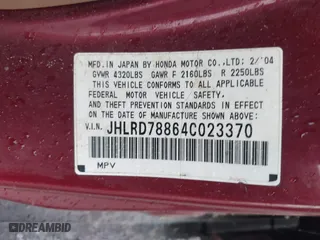 MFD. IN JAPAN BY HONDA MOTOR CO.,LTD: 2/'04
GVWR 4320LBS GAWR F 2160LBS R 2250LBS
THIS VEHICLE CONFORMS TO ALL APPLICABLE
FEDERAL MOTOR VEHICLE SAFETY,
AND THEFT PREVENTION STANDARDS IN EFFECT
ON THE DATE OF MANUFACTURE SHOWN ABOVE.
V.I.N. JHLRD78864C023370
MPV
DREAMBID